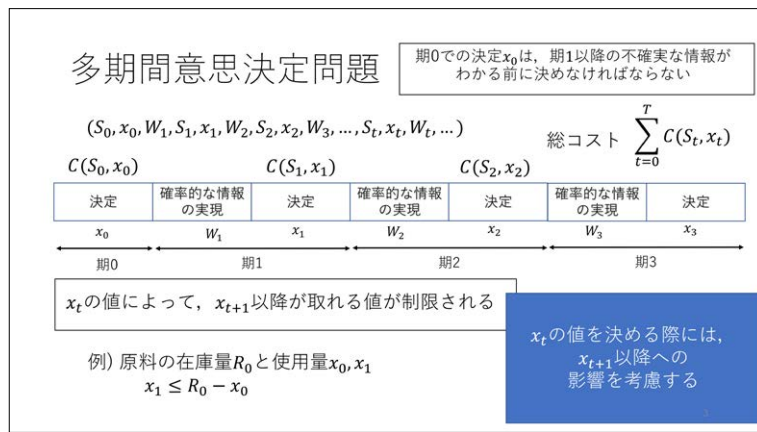 多期間意思決定問題
期0での決定x₀は，期1以降の不確実な情報が
わかる前に決めなければならない
(S₀, x₀, W₁, S₁, x₁, W₂, S₂, x₂, W₃, …, Sₜ, xₜ, Wₜ, …)
総コスト ∑_{t=0}^{T} C(Sₜ, xₜ)
C(S₀, x₀) C(S₁, x₁) C(S₂, x₂)
決定 確率的な情報の実現 決定 確率的な情報の実現 決定 確率的な情報の実現 決定
x₀ W₁ x₁ W₂ x₂ W₃ x₃
期0 期1 期2 期3
xₜの値によって，xₜ₊₁以降が取れる値が制限される
例) 原料の在庫量R₀と使用量x₀, x₁
x₁ ≤ R₀ − x₀
xₜの値を決める際には，
xₜ₊₁以降への
影響を考慮する